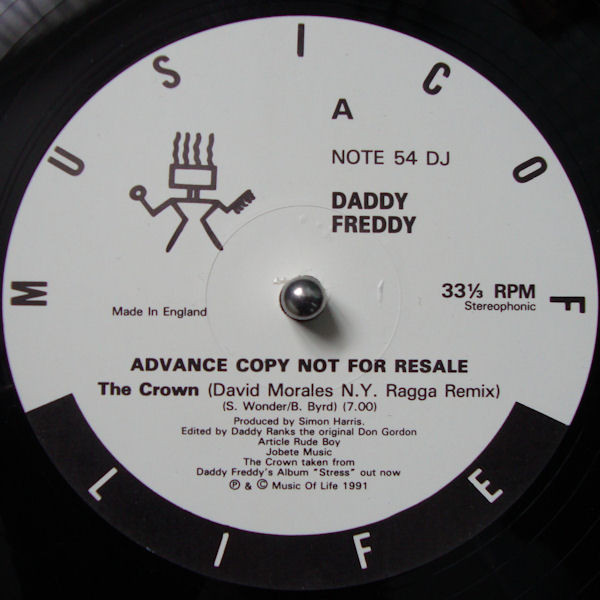 MUSIC OF LIFE
A
NOTE 54 DJ
DADDY
FREDDY
33⅓ RPM
Stereophonic
Made In England
ADVANCE COPY NOT FOR RESALE
The Crown (David Morales N.Y. Ragga Remix)
(S. Wonder/B. Byrd) (7.00)
Produced by Simon Harris.
Edited by Daddy Ranks the original Don Gordon
Article Rude Boy
Jobete Music
The Crown taken from
Daddy Freddy's Album "Stress" out now
℗ & © Music Of Life 1991